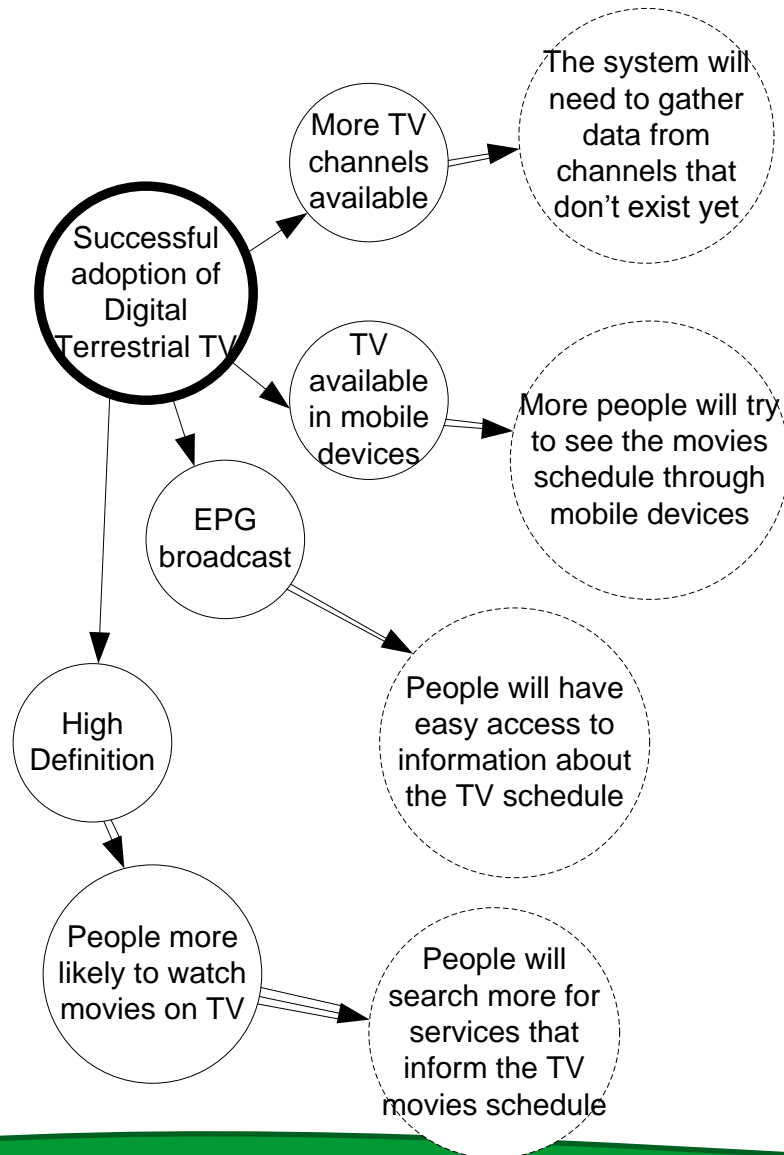 The system will
need to gather
data from
channels that
don't exist yet
More TV
channels
available
Successful
adoption of
Digital
Terrestrial TV
TV
available
in mobile
devices
More people will try
to see the movies
schedule through
mobile devices
EPG
broadcast
People will have
easy access to
information about
the TV schedule
High
Definition
People more
likely to watch
movies on TV
People will
search more for
services that
inform the TV
movies schedule